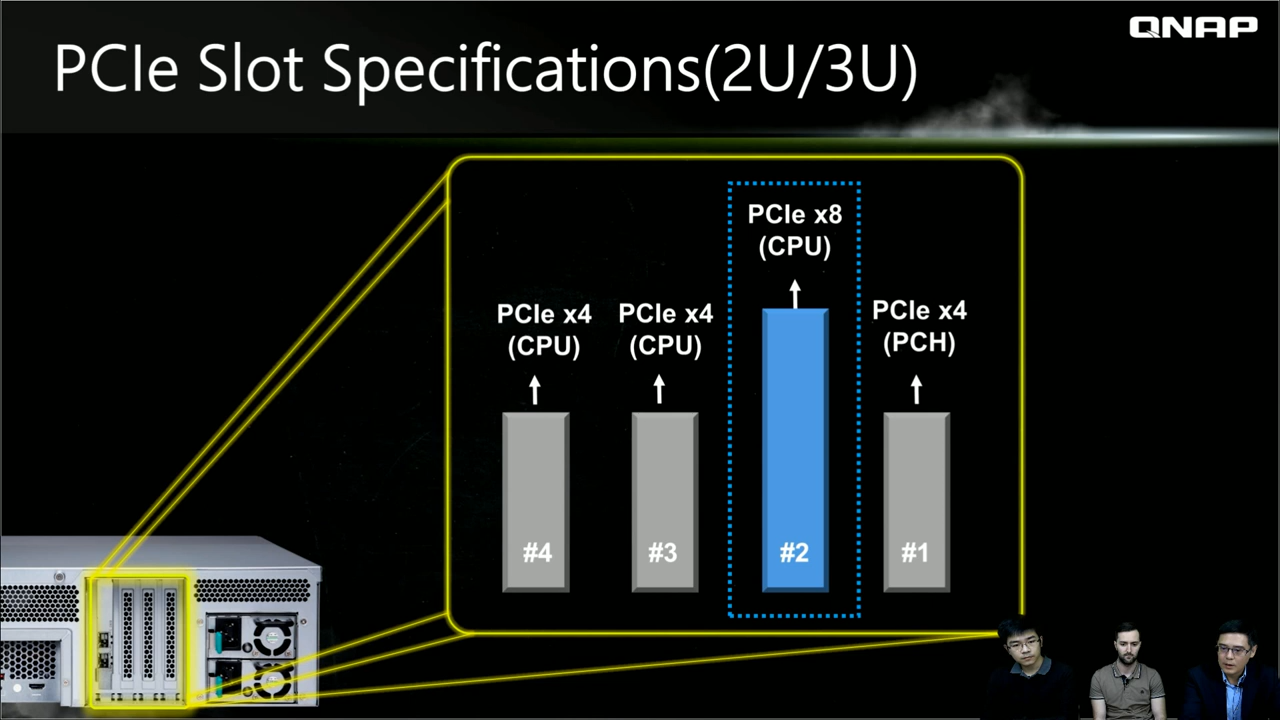 QNAP
PCIe Slot Specifications(2U/3U)
PCIe x8
(CPU)
PCIe x4
(CPU)
PCIe x4
(CPU)
PCIe x4
(PCH)
#4
#3
#2
#1